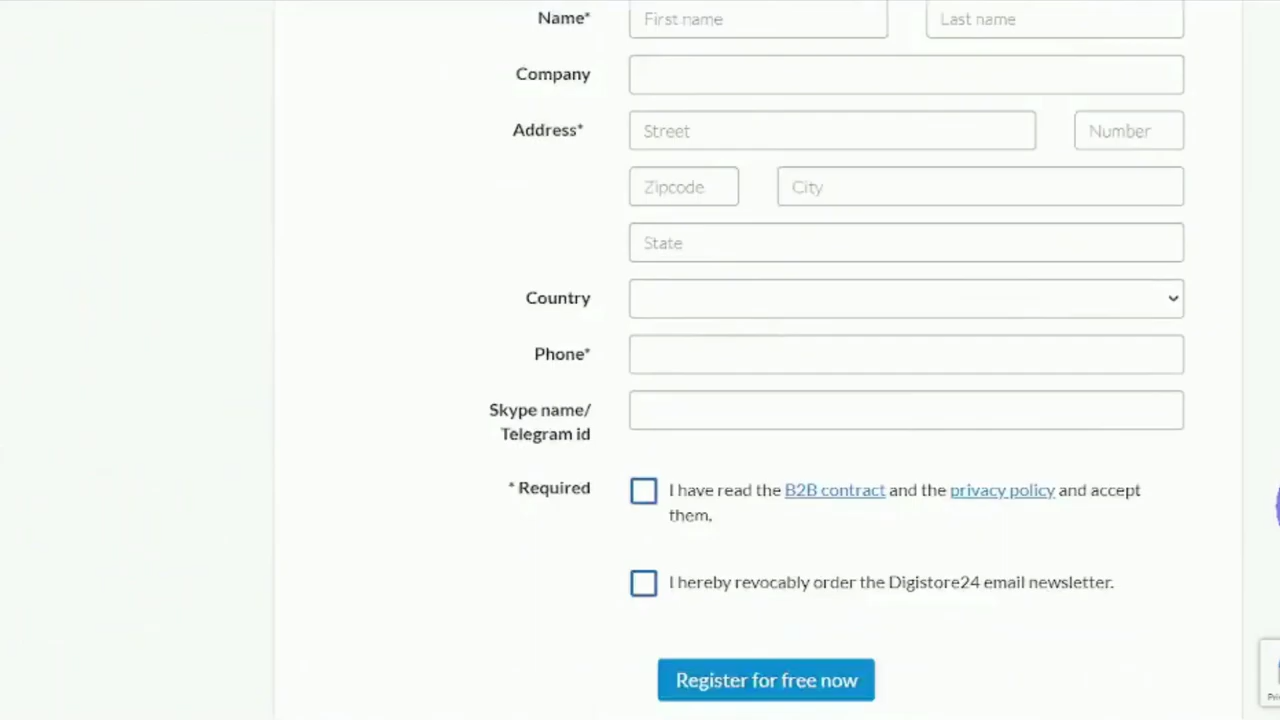 Name* First name Last name
Company
Address* Street Number
Zipcode City
State
Country
Phone*
Skype name/
Telegram id
* Required I have read the B2B contract and the privacy policy and accept
them.
I hereby revocably order the Digistore24 email newsletter.
Register for free now